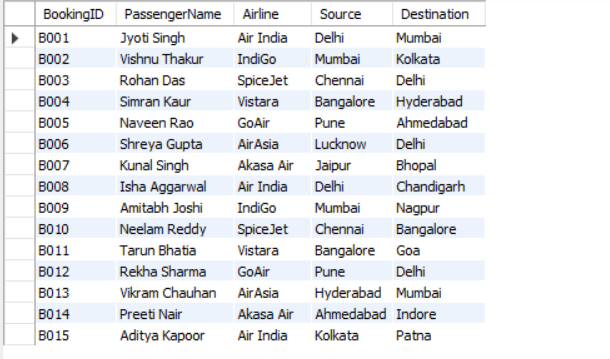 BookingID PassengerName Airline Source Destination
B001 Jyoti Singh Air India Delhi Mumbai
B002 Vishnu Thakur IndiGo Mumbai Kolkata
B003 Rohan Das SpiceJet Chennai Delhi
B004 Simran Kaur Vistara Bangalore Hyderabad
B005 Naveen Rao GoAir Pune Ahmedabad
B006 Shreya Gupta AirAsia Lucknow Delhi
B007 Kunal Singh Akasa Air Jaipur Bhopal
B008 Isha Aggarwal Air India Delhi Chandigarh
B009 Amitabh Joshi IndiGo Mumbai Nagpur
B010 Neelam Reddy SpiceJet Chennai Bangalore
B011 Tarun Bhatia Vistara Bangalore Goa
B012 Rekha Sharma GoAir Pune Delhi
B013 Vikram Chauhan AirAsia Hyderabad Mumbai
B014 Preeti Nair Akasa Air Ahmedabad Indore
B015 Aditya Kapoor Air India Kolkata Patna